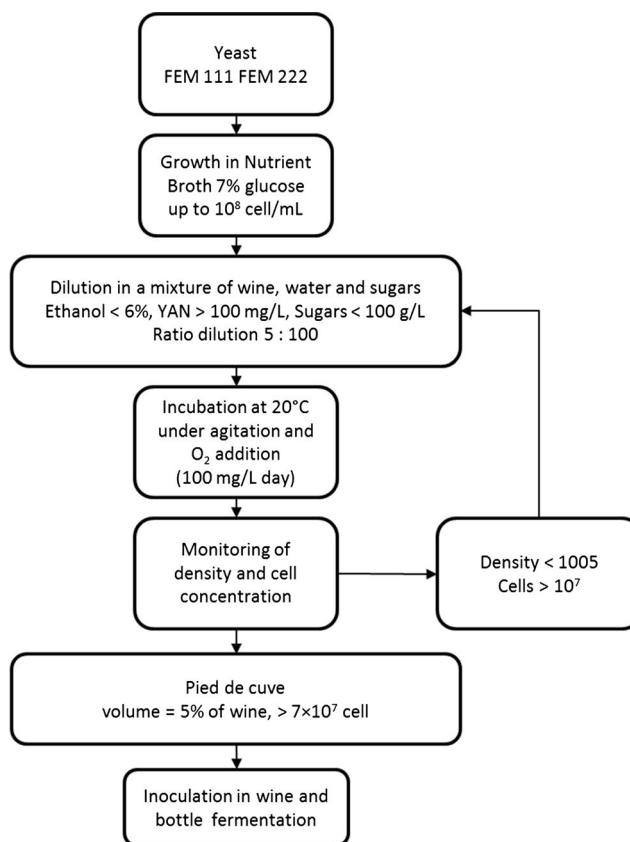 Yeast
FEM 111 FEM 222
Growth in Nutrient
Broth 7% glucose
up to 10⁸ cell/mL
Dilution in a mixture of wine, water and sugars
Ethanol < 6%, YAN > 100 mg/L, Sugars < 100 g/L
Ratio dilution 5 : 100
Incubation at 20°C
under agitation and
O₂ addition
(100 mg/L day)
Monitoring of
density and cell
concentration
Density < 1005
Cells > 10⁷
Pied de cuve
volume = 5% of wine, > 7×10⁷ cell
Inoculation in wine and
bottle fermentation